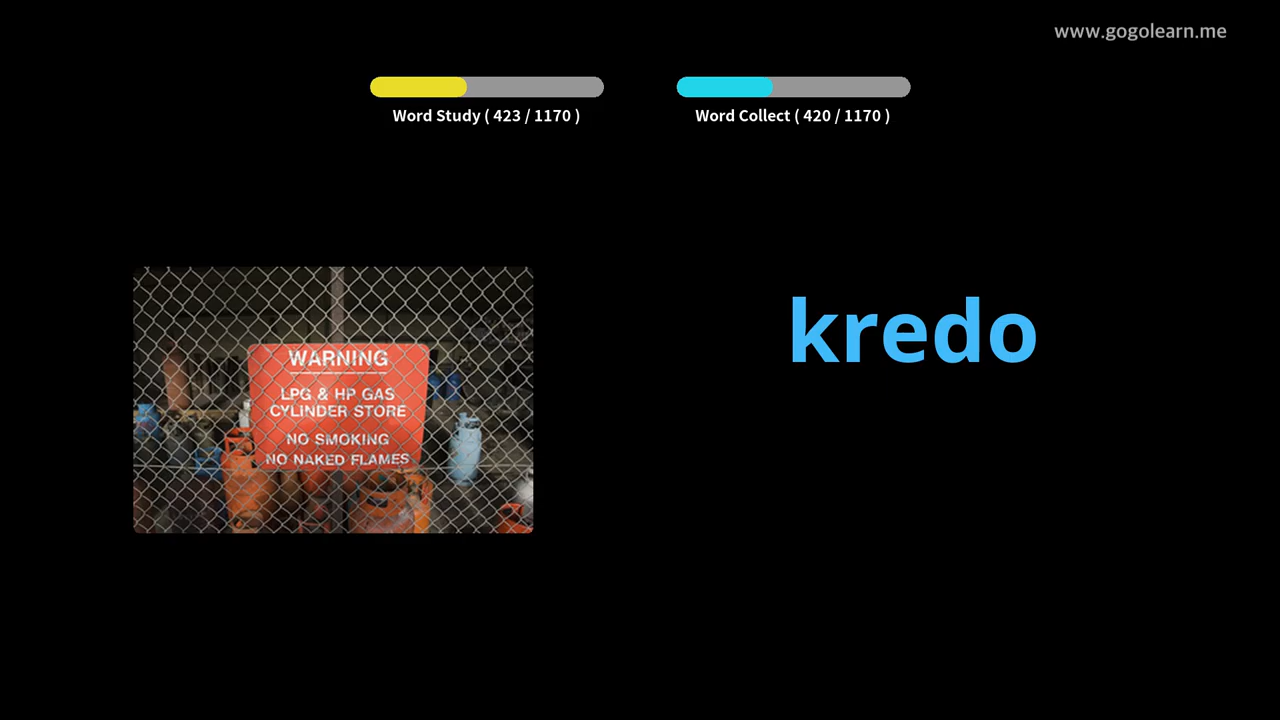 www.gogolearn.me
Word Study ( 423 / 1170 )
Word Collect ( 420 / 1170 )
WARNING
LPG & HP GAS
CYLINDER STORE
NO SMOKING
NO NAKED FLAMES
kredo